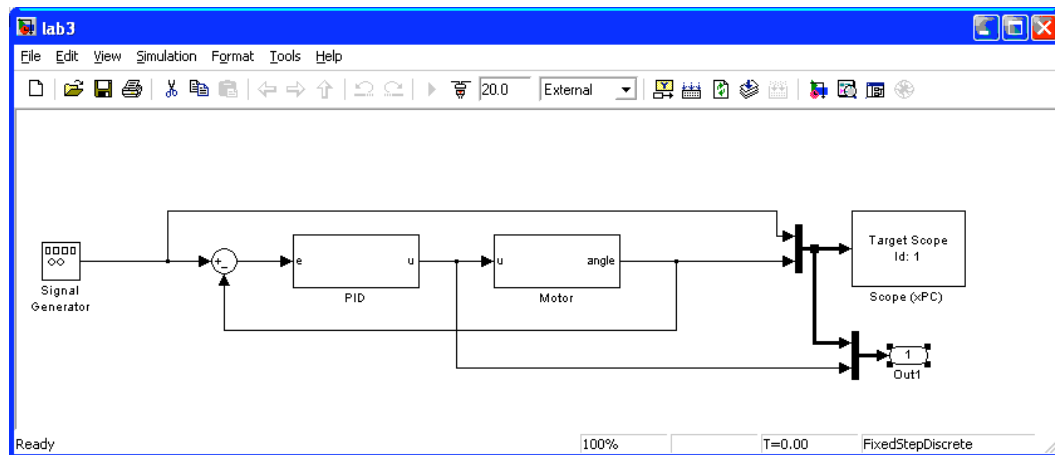 lab3
File Edit View Simulation Format Tools Help
20.0 External
Signal
Generator
+
-
e
u
PID
u
angle
Motor
Target Scope
Id: 1
Scope (xPC)
1
Out1
Ready 100% T=0.00 FixedStepDiscrete